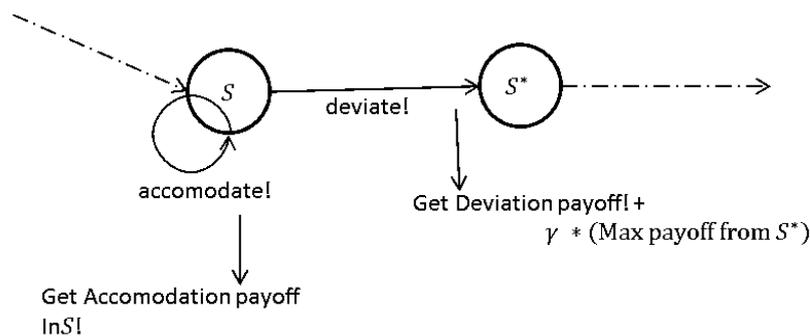 S
S*
deviate!
accomodate!
Get Deviation payoff! +
γ * (Max payoff from S*)
Get Accomodation payoff
InS!